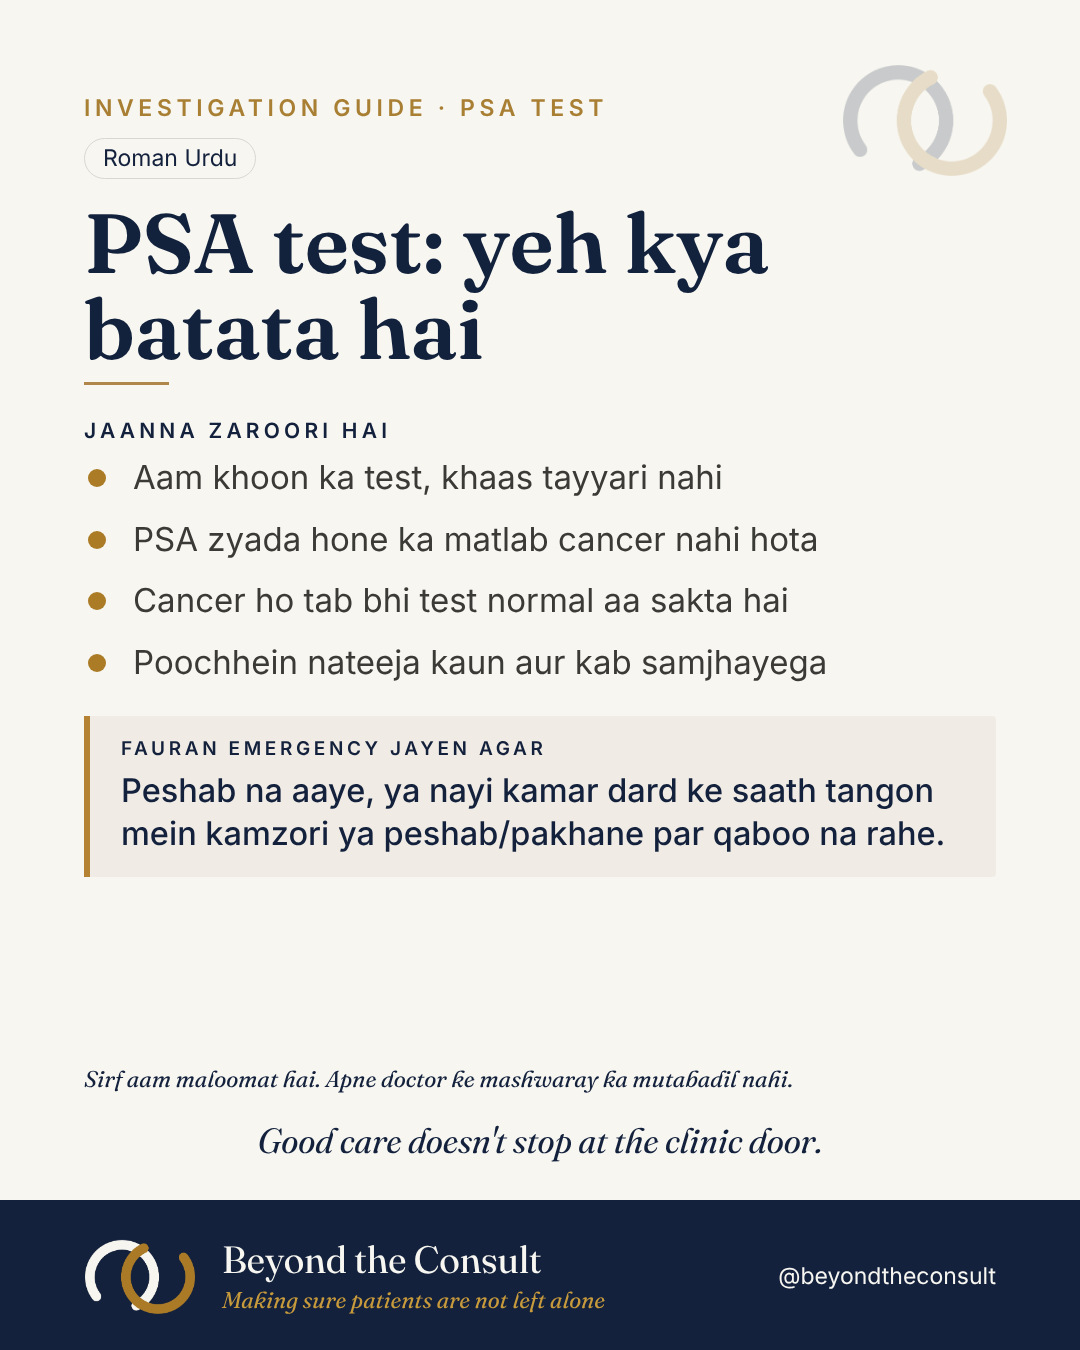 INVESTIGATION GUIDE · PSA TEST
Roman Urdu
PSA test: yeh kya
batata hai
JAANNA ZAROORI HAI
Aam khoon ka test, khaas tayyari nahi
PSA zyada hone ka matlab cancer nahi hota
Cancer ho tab bhi test normal aa sakta hai
Poochhein nateeja kaun aur kab samjhayega
FAURAN EMERGENCY JAYEN AGAR
Peshab na aaye, ya nayi kamar dard ke saath tangon
mein kamzori ya peshab/pakhane par qaboo na rahe.
Sirf aam maloomat hai. Apne doctor ke mashwaray ka mutabadil nahi.
Good care doesn't stop at the clinic door.
Beyond the Consult
Making sure patients are not left alone
@beyondtheconsult